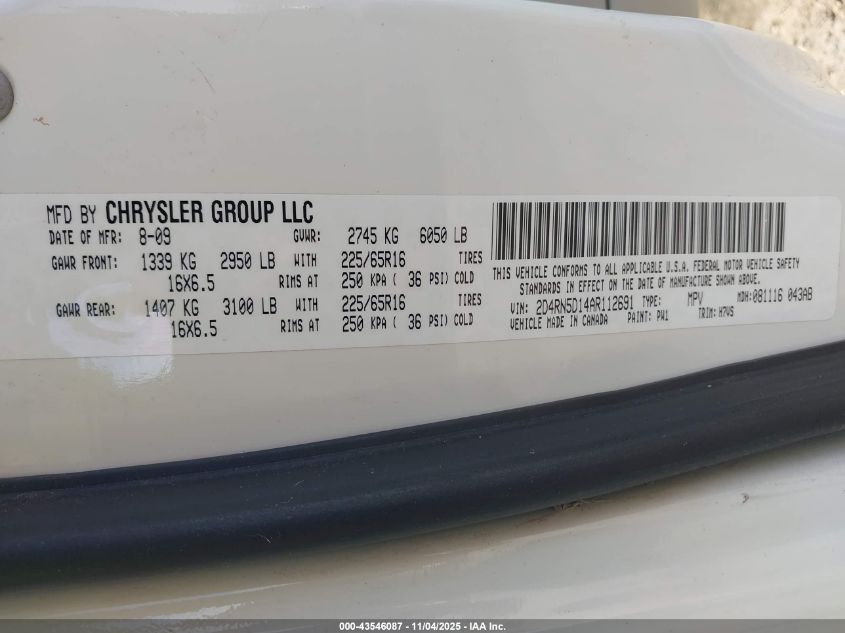 MFD BY CHRYSLER GROUP LLC
DATE OF MFR: 8-09 GVWR: 2745 KG 6050 LB
GAWR FRONT: 1339 KG 2950 LB WITH 225/65R16 TIRES
16X6.5 RIMS AT 250 KPA ( 36 PSI) COLD
GAWR REAR: 1407 KG 3100 LB WITH 225/65R16 TIRES
16X6.5 RIMS AT 250 KPA ( 36 PSI) COLD
THIS VEHICLE CONFORMS TO ALL APPLICABLE U.S.A. FEDERAL MOTOR VEHICLE SAFETY
STANDARDS IN EFFECT ON THE DATE OF MANUFACTURE SHOWN ABOVE.
VIN: 2D4RN5D14AR112691 TYPE: MPV MDH: 081116 043AB
VEHICLE MADE IN CANADA PAINT: PW1 TRIM: H7V5
000-43546087 - 11/04/2025 - IAA Inc.